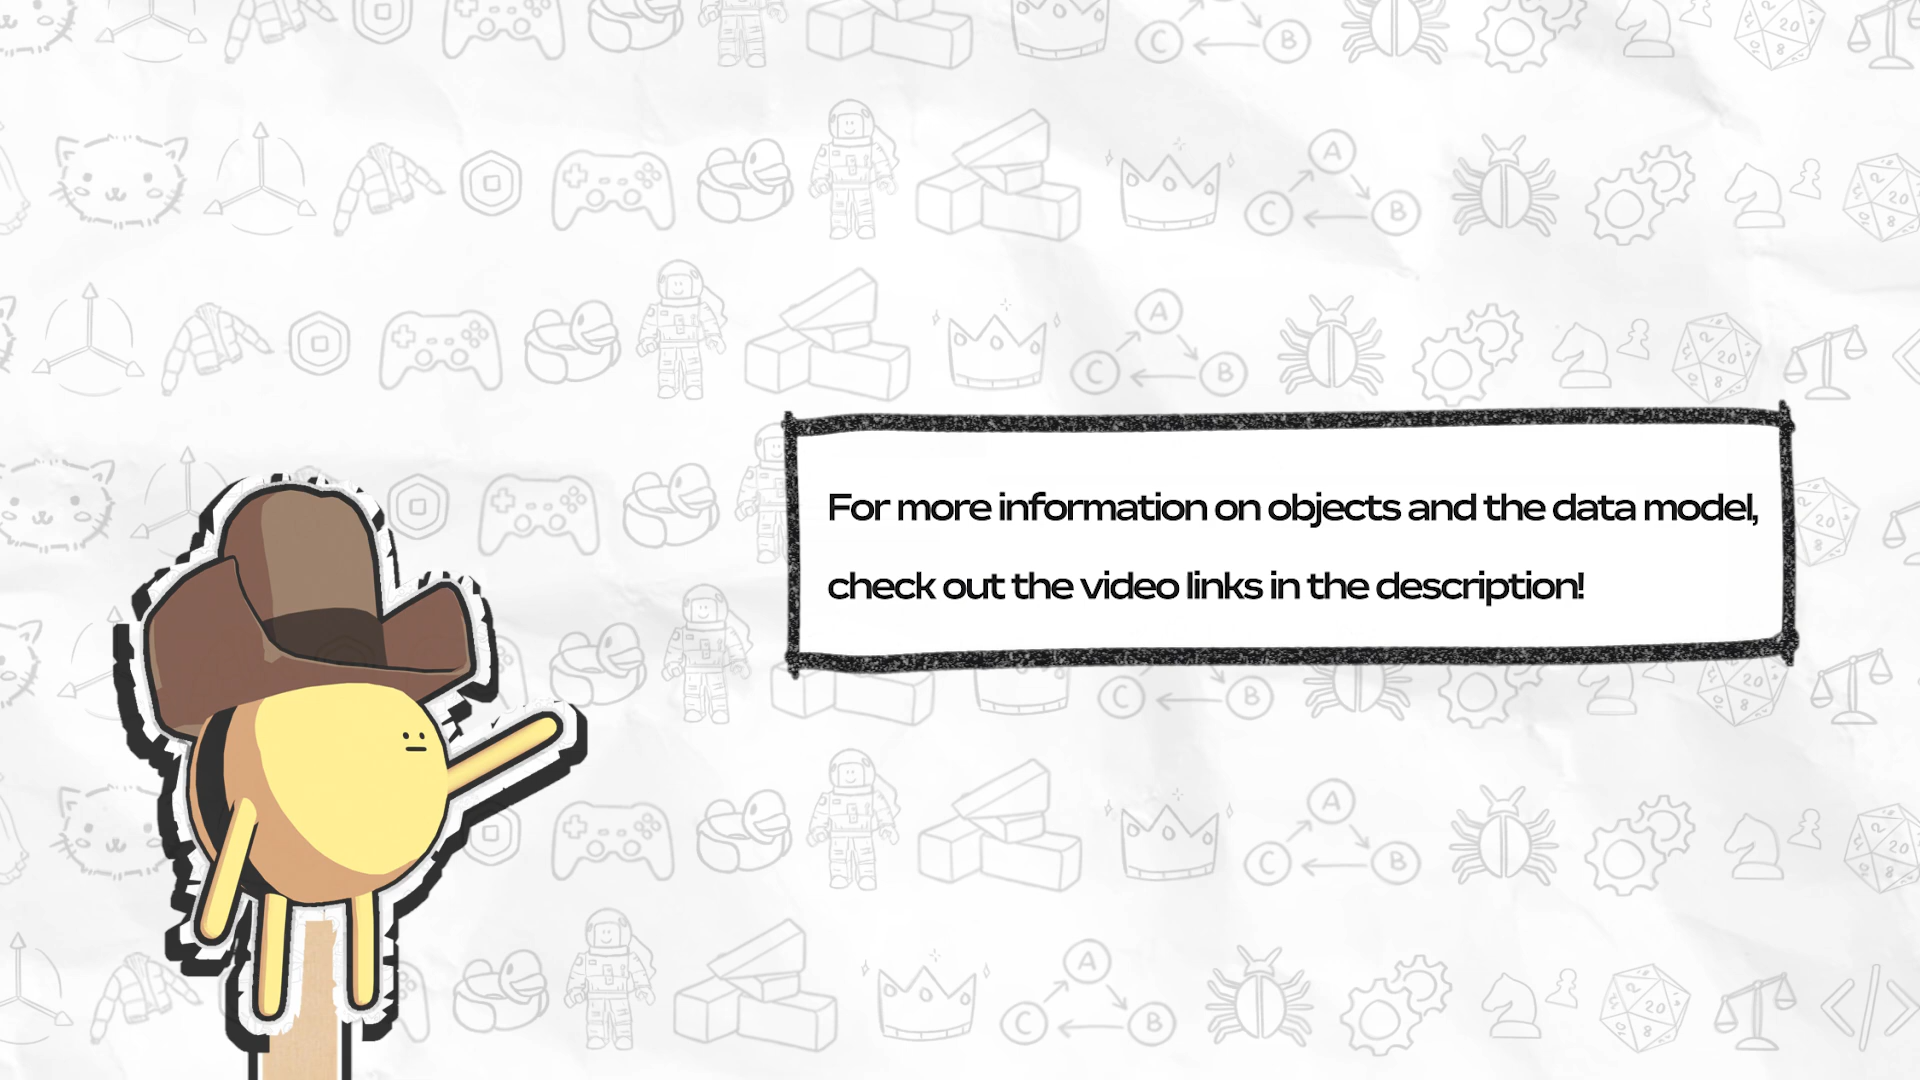 For more information on objects and the data model,
check out the video links in the description!